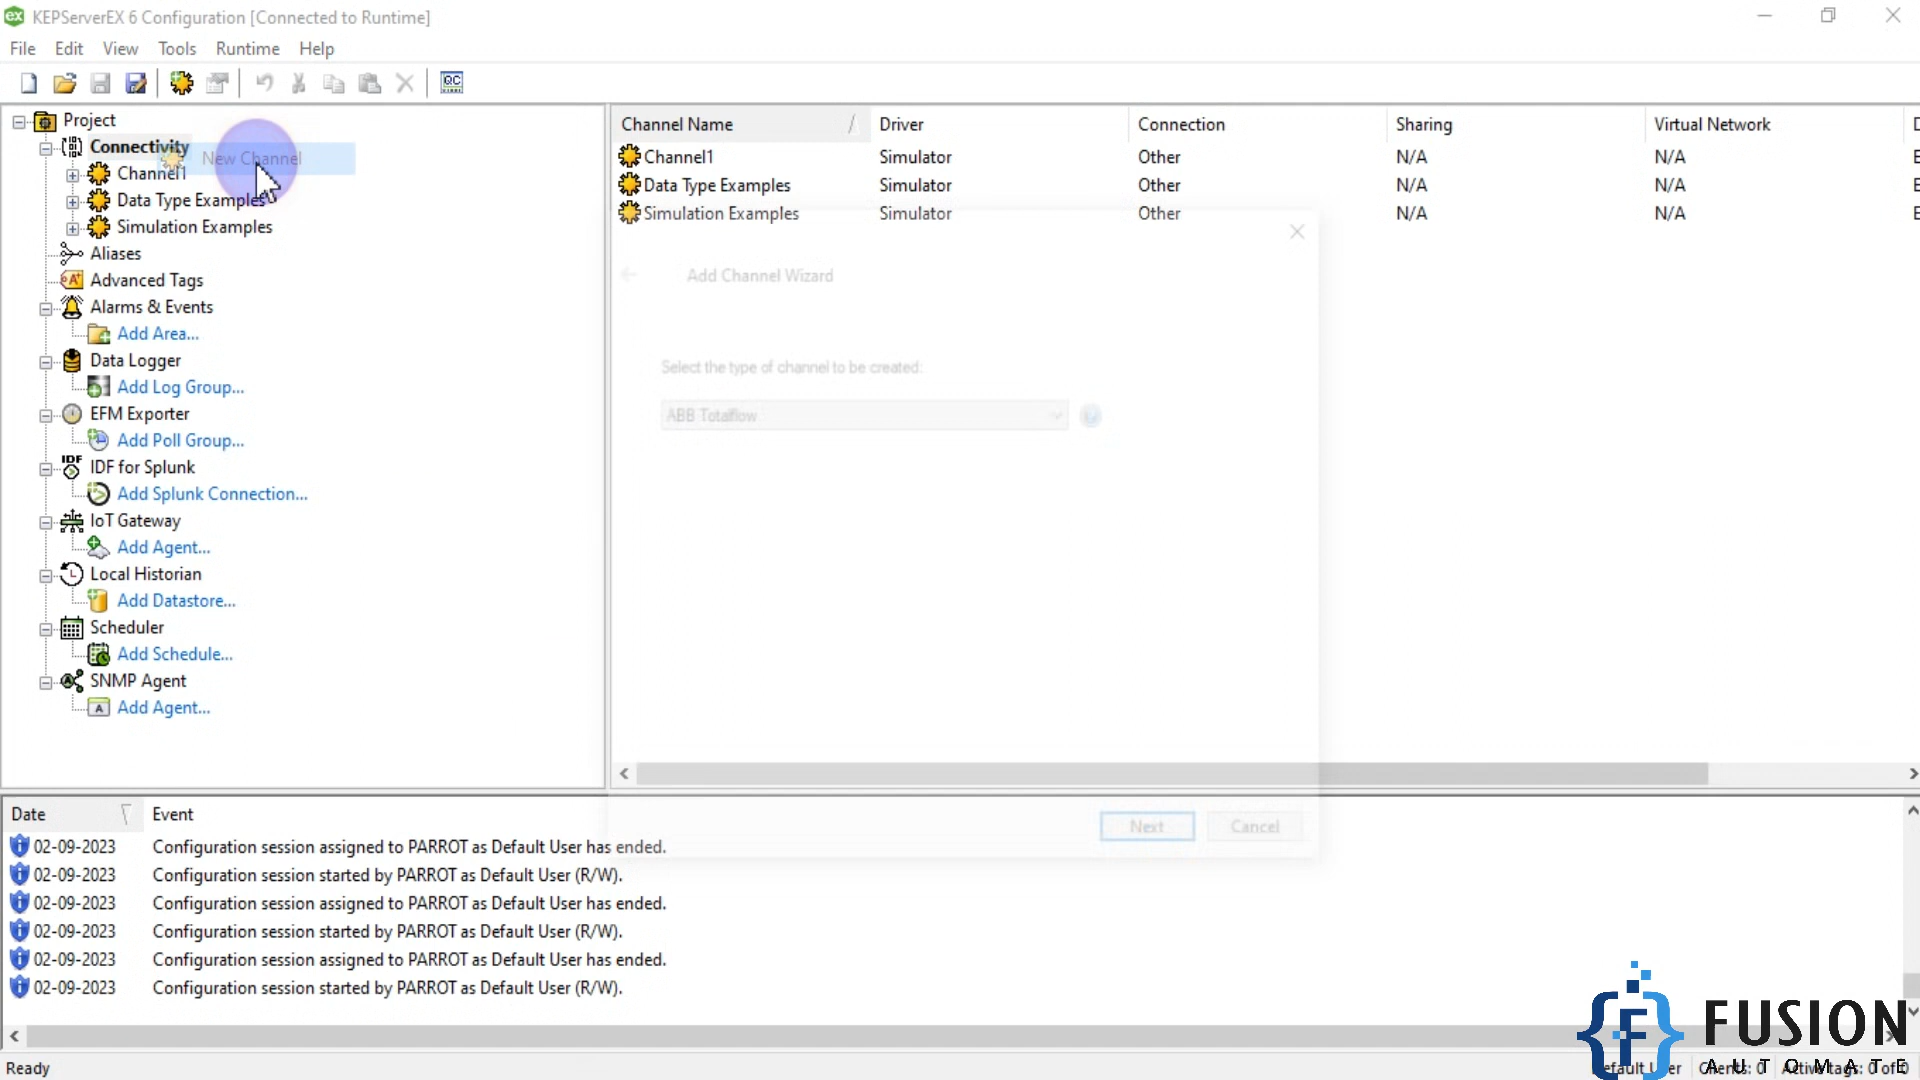 KEPServerEX 6 Configuration [Connected to Runtime]
File Edit View Tools Runtime Help
Project
Connectivity
New Channel
Channel1
Data Type Examples
Simulation Examples
Aliases
Advanced Tags
Alarms & Events
Add Area...
Data Logger
Add Log Group...
EFM Exporter
Add Poll Group...
IDF for Splunk
Add Splunk Connection...
IoT Gateway
Add Agent...
Local Historian
Add Datastore...
Scheduler
Add Schedule...
SNMP Agent
Add Agent...
Channel Name Driver Connection Sharing Virtual Network
Channel1 Simulator Other N/A N/A
Data Type Examples Simulator Other N/A N/A
Simulation Examples Simulator Other N/A N/A
Add Channel Wizard
Select the type of channel to be created:
ABB Totalflow
Next Cancel
Date Event
02-09-2023 Configuration session assigned to PARROT as Default User has ended.
02-09-2023 Configuration session started by PARROT as Default User (R/W).
02-09-2023 Configuration session assigned to PARROT as Default User has ended.
02-09-2023 Configuration session started by PARROT as Default User (R/W).
02-09-2023 Configuration session assigned to PARROT as Default User has ended.
02-09-2023 Configuration session started by PARROT as Default User (R/W).
FUSION
AUTOMATE
Ready Default User Clients: 0 Active tags: 0 of 0